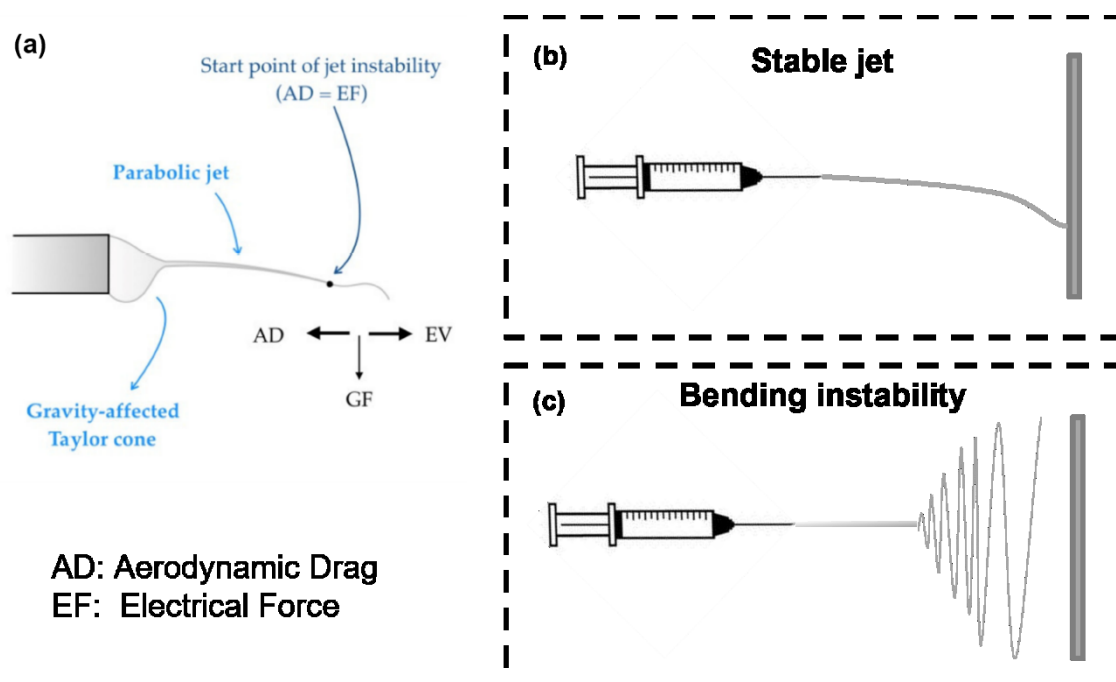 (a)
Start point of jet instability
(AD = EF)
Parabolic jet
AD
EV
GF
Gravity-affected
Taylor cone
AD: Aerodynamic Drag
EF: Electrical Force
(b)
Stable jet
(c)
Bending instability